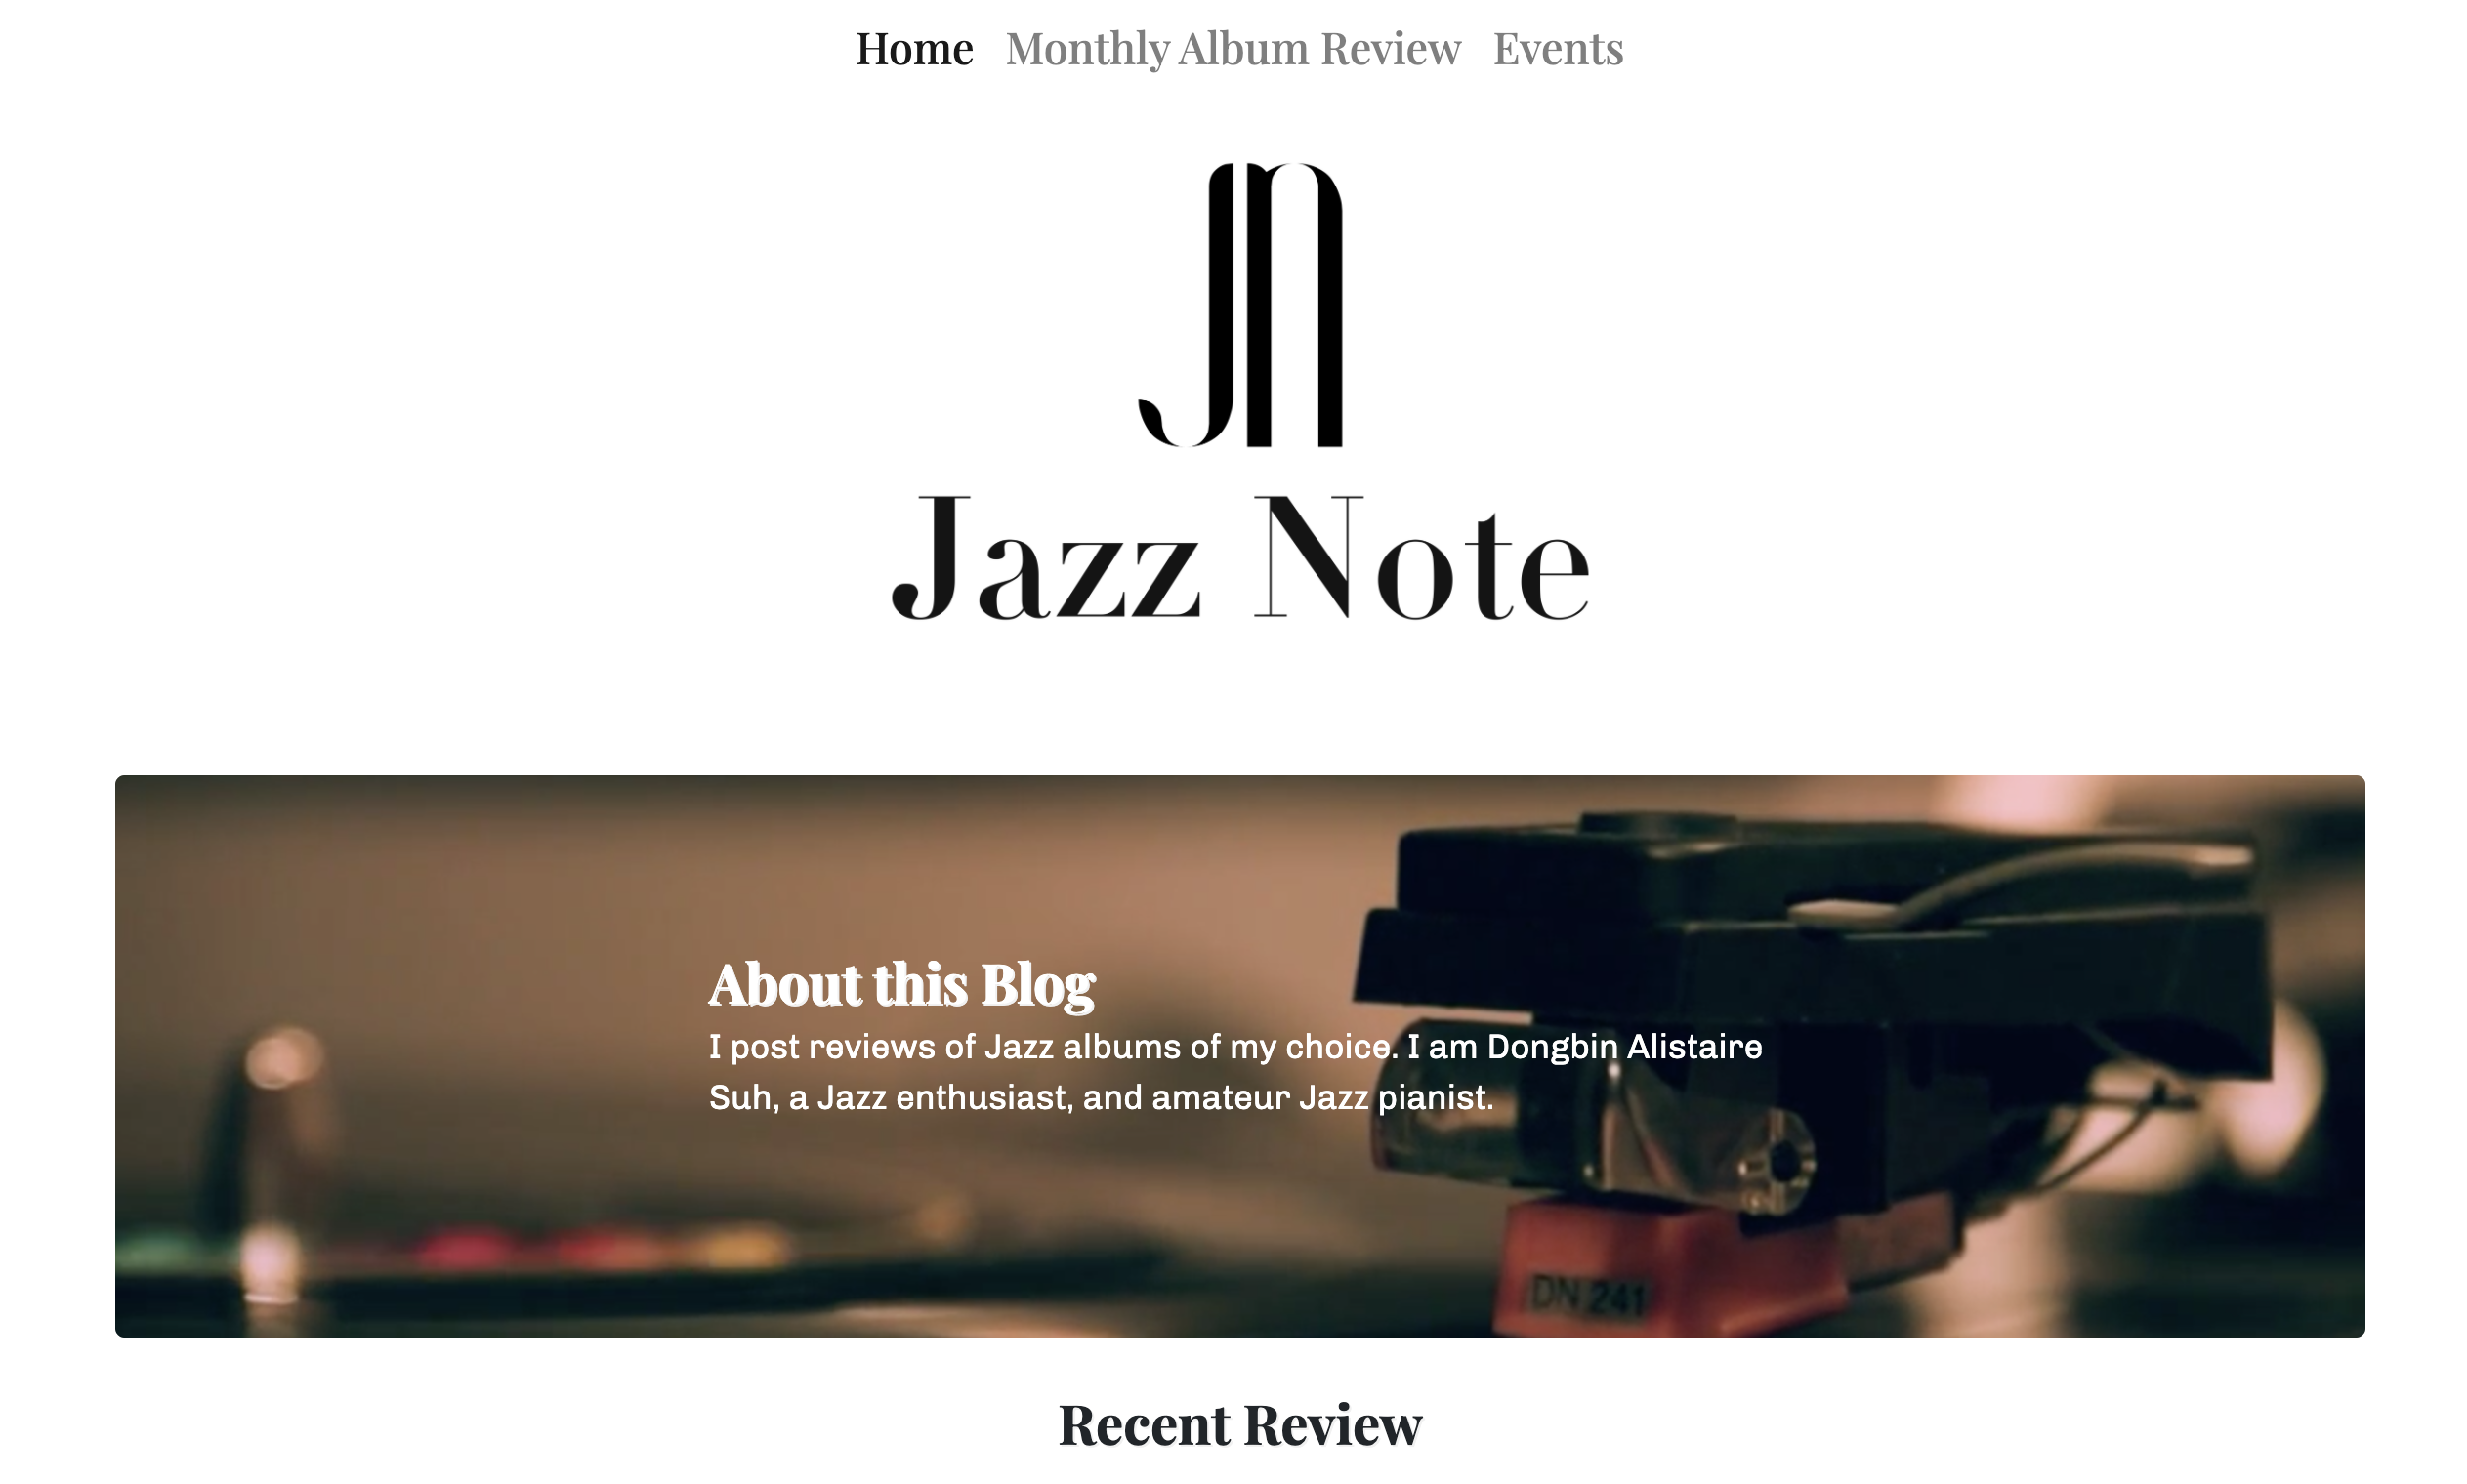 Home Monthly Album Review Events
JN
Jazz Note
About this Blog
I post reviews of Jazz albums of my choice. I am Dongbin Alistaire
Suh, a Jazz enthusiast, and amateur Jazz pianist.
DN 241
Recent Review